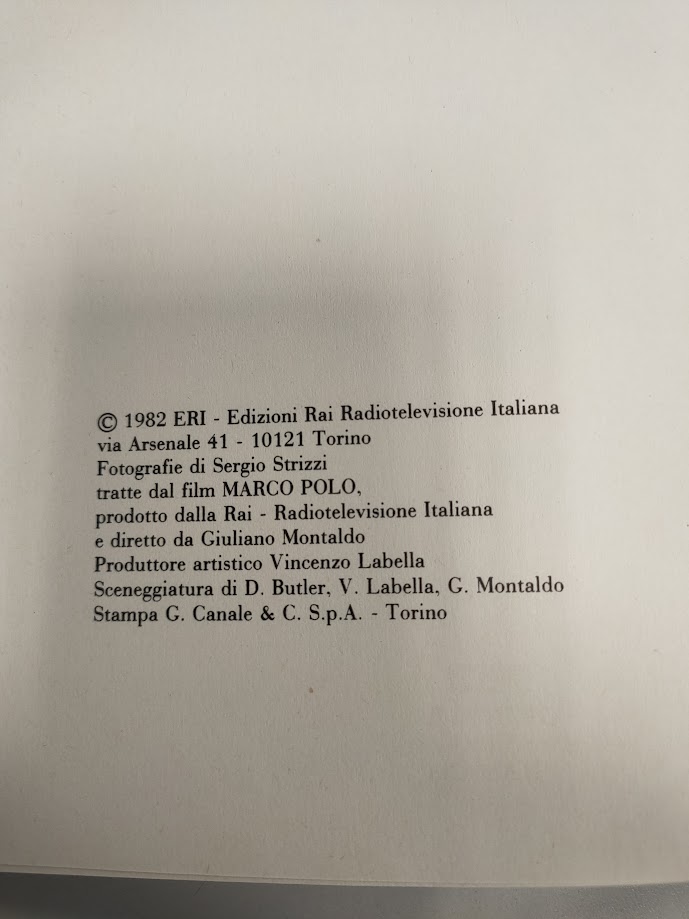 © 1982 ERI - Edizioni Rai Radiotelevisione Italiana
via Arsenale 41 - 10121 Torino
Fotografie di Sergio Strizzi
tratte dal film MARCO POLO,
prodotto dalla Rai - Radiotelevisione Italiana
e diretto da Giuliano Montaldo
Produttore artistico Vincenzo Labella
Sceneggiatura di D. Butler, V. Labella, G. Montaldo
Stampa G. Canale & C. S.p.A. - Torino